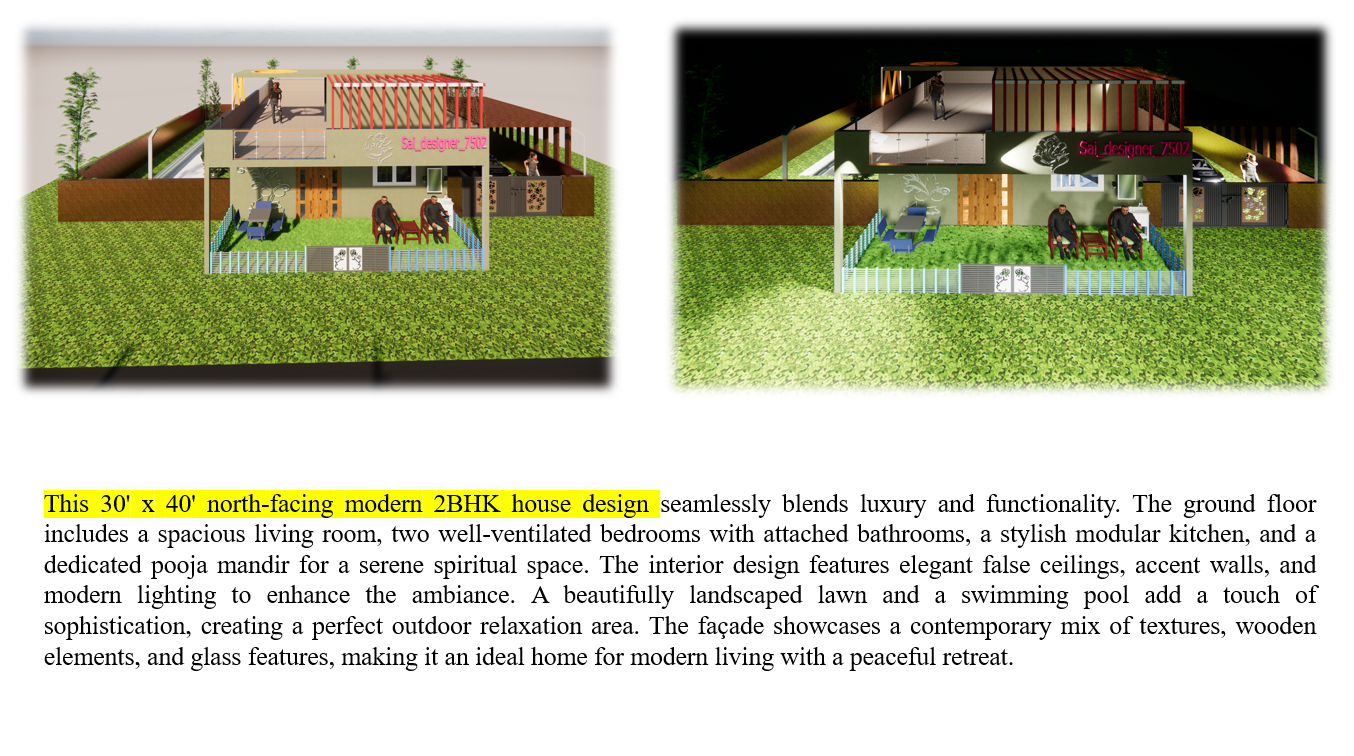 Sai_designer_7502
Sai_designer_7502
This 30' x 40' north-facing modern 2BHK house design seamlessly blends luxury and functionality. The ground floor
includes a spacious living room, two well-ventilated bedrooms with attached bathrooms, a stylish modular kitchen, and a
dedicated pooja mandir for a serene spiritual space. The interior design features elegant false ceilings, accent walls, and
modern lighting to enhance the ambiance. A beautifully landscaped lawn and a swimming pool add a touch of
sophistication, creating a perfect outdoor relaxation area. The façade showcases a contemporary mix of textures, wooden
elements, and glass features, making it an ideal home for modern living with a peaceful retreat.